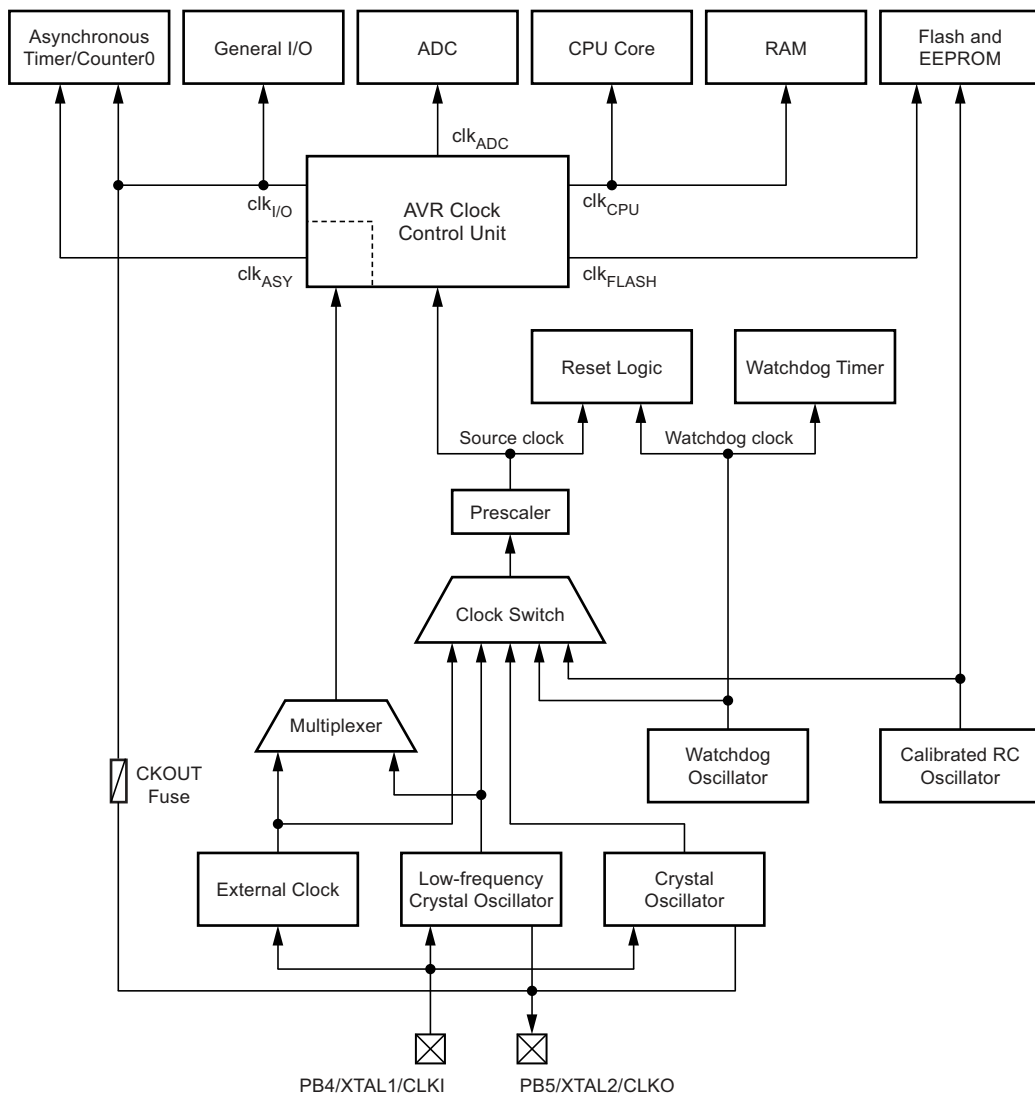 Asynchronous
Timer/Counter0
General I/O
ADC
CPU Core
RAM
Flash and
EEPROM
clkADC
clkI/O
AVR Clock
Control Unit
clkCPU
clkASY
clkFLASH
Reset Logic
Watchdog Timer
Source clock
Watchdog clock
Prescaler
Clock Switch
Multiplexer
Watchdog
Oscillator
Calibrated RC
Oscillator
CKOUT
Fuse
External Clock
Low-frequency
Crystal Oscillator
Crystal
Oscillator
PB4/XTAL1/CLKI
PB5/XTAL2/CLKO